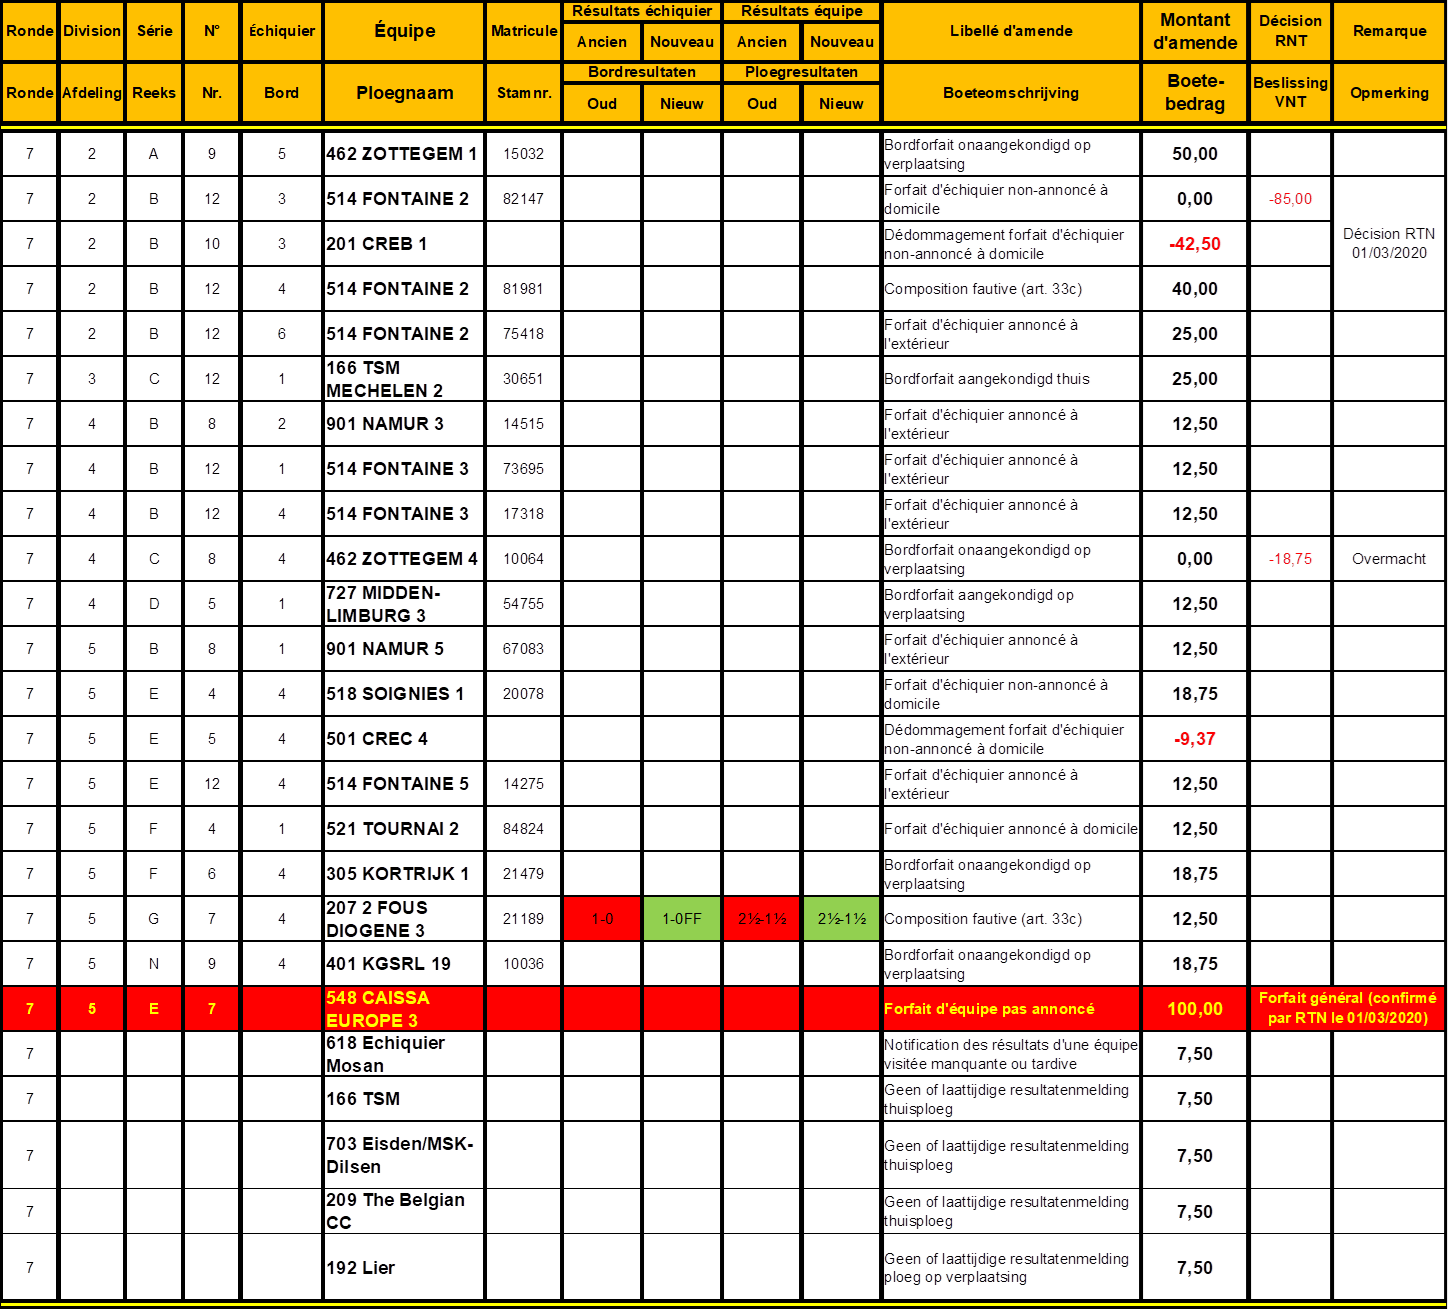 Ronde Division Série N° Échiquier Équipe Matricule Résultats échiquier Résultats équipe Libellé d'amende Montant d'amende Décision RNT Remarque
Ancien Nouveau Ancien Nouveau
Ronde Afdeling Reeks Nr. Bord Ploegnaam Stamnr. Bordresultaten Ploegresultaten Boeteomschrijving Boete-bedrag Beslissing VNT Opmerking
Oud Nieuw Oud Nieuw
7 2 A 9 5 462 ZOTTEGEM 1 15032 Bordforfait onaangekondigd op verplaatsing 50,00
7 2 B 12 3 514 FONTAINE 2 82147 Forfait d'échiquier non-annoncé à domicile 0,00 -85,00
7 2 B 10 3 201 CREB 1 Dédommagement forfait d'échiquier non-annoncé à domicile -42,50 Décision RTN 01/03/2020
7 2 B 12 4 514 FONTAINE 2 81981 Composition fautive (art. 33c) 40,00
7 2 B 12 6 514 FONTAINE 2 75418 Forfait d'échiquier annoncé à l'extérieur 25,00
7 3 C 12 1 166 TSM MECHELEN 2 30651 Bordforfait aangekondigd thuis 25,00
7 4 B 8 2 901 NAMUR 3 14515 Forfait d'échiquier annoncé à l'extérieur 12,50
7 4 B 12 1 514 FONTAINE 3 73695 Forfait d'échiquier annoncé à l'extérieur 12,50
7 4 B 12 4 514 FONTAINE 3 17318 Forfait d'échiquier annoncé à l'extérieur 12,50
7 4 C 8 4 462 ZOTTEGEM 4 10064 Bordforfait onaangekondigd op verplaatsing 0,00 -18,75 Overmacht
7 4 D 5 1 727 MIDDEN-LIMBURG 3 54755 Bordforfait aangekondigd op verplaatsing 12,50
7 5 B 8 1 901 NAMUR 5 67083 Forfait d'échiquier annoncé à l'extérieur 12,50
7 5 E 4 4 518 SOIGNIES 1 20078 Forfait d'échiquier non-annoncé à domicile 18,75
7 5 E 5 4 501 CREC 4 Dédommagement forfait d'échiquier non-annoncé à domicile -9,37
7 5 E 12 4 514 FONTAINE 5 14275 Forfait d'échiquier annoncé à l'extérieur 12,50
7 5 F 4 1 521 TOURNAI 2 84824 Forfait d'échiquier annoncé à domicile 12,50
7 5 F 6 4 305 KORTRIJK 1 21479 Bordforfait onaangekondigd op verplaatsing 18,75
7 5 G 7 4 207 2 FOUS DIOGENE 3 21189 1-0 1-0FF 2½-1½ 2½-1½ Composition fautive (art. 33c) 12,50
7 5 N 9 4 401 KGSRL 19 10036 Bordforfait onaangekondigd op verplaatsing 18,75
7 5 E 7 548 CAISSA EUROPE 3 Forfait d'équipe pas annoncé 100,00 Forfait général (confirmé par RTN le 01/03/2020)
7 618 Echiquier Mosan Notification des résultats d'une équipe visitée manquante ou tardive 7,50
7 166 TSM Geen of laattijdige resultatenmelding thuisploeg 7,50
7 703 Eisden/MSK-Dilsen Geen of laattijdige resultatenmelding thuisploeg 7,50
7 209 The Belgian CC Geen of laattijdige resultatenmelding thuisploeg 7,50
7 192 Lier Geen of laattijdige resultatenmelding ploeg op verplaatsing 7,50